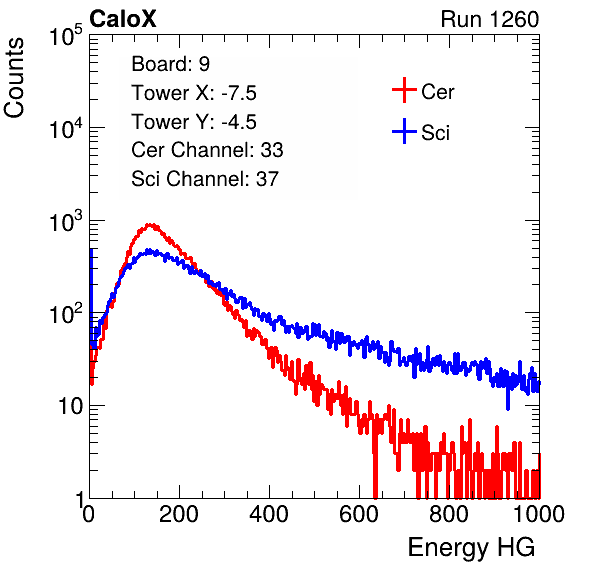 CaloX Run 1260
Counts
Board: 9
Tower X: -7.5
Tower Y: -4.5
Cer Channel: 33
Sci Channel: 37
Cer
Sci
10^5
10^4
10^3
10^2
10
1
0 200 400 600 800 1000
Energy HG